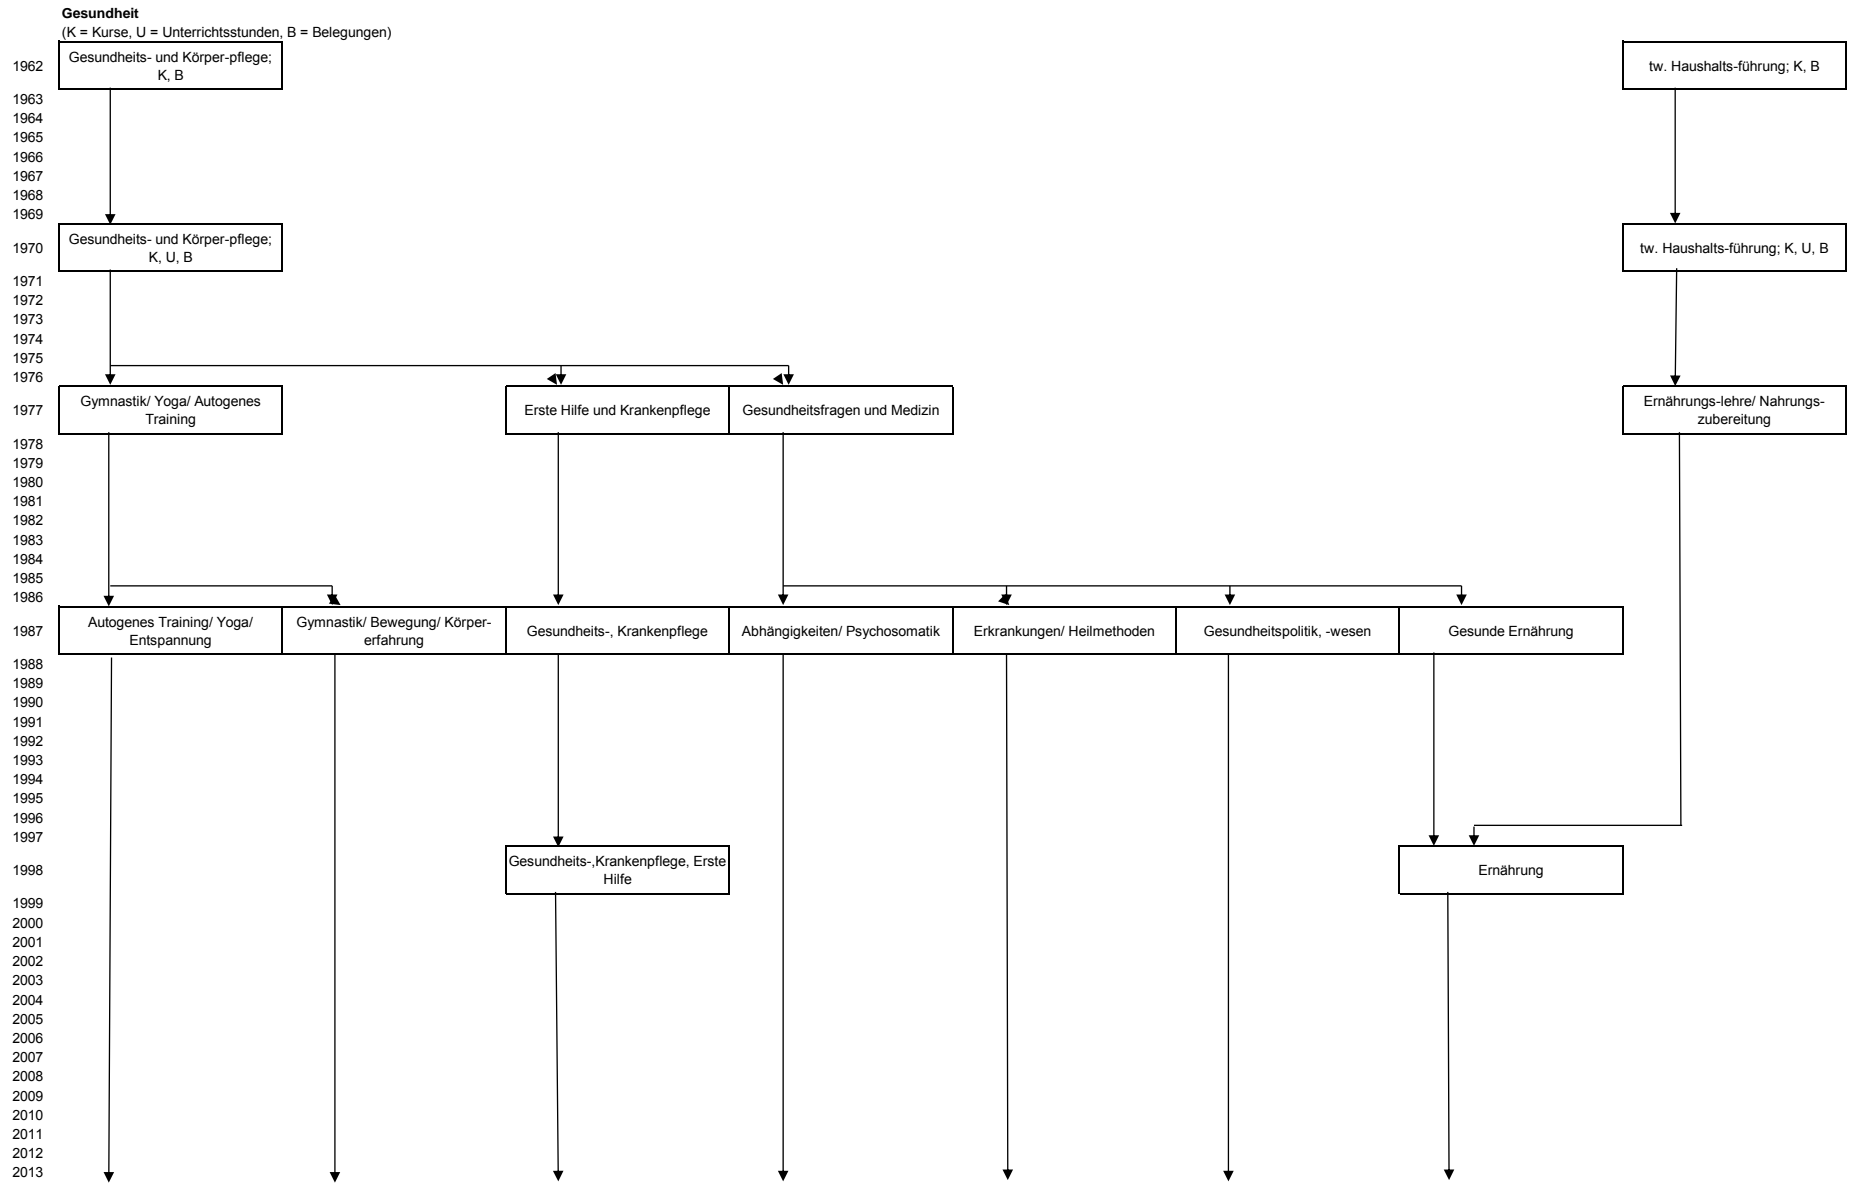 Gesundheit
(K = Kurse, U = Unterrichtsstunden, B = Belegungen)
1962
Gesundheits- und Körper-pflege;
K, B
tw. Haushalts-führung; K, B
1963
1964
1965
1966
1967
1968
1969
1970
Gesundheits- und Körper-pflege;
K, U, B
tw. Haushalts-führung; K, U, B
1971
1972
1973
1974
1975
1976
1977
Gymnastik/ Yoga/ Autogenes
Training
Erste Hilfe und Krankenpflege
Gesundheitsfragen und Medizin
Ernährungs-lehre/ Nahrungs-
zubereitung
1978
1979
1980
1981
1982
1983
1984
1985
1986
1987
Autogenes Training/ Yoga/
Entspannung
Gymnastik/ Bewegung/ Körper-
erfahrung
Gesundheits-, Krankenpflege
Abhängigkeiten/ Psychosomatik
Erkrankungen/ Heilmethoden
Gesundheitspolitik, -wesen
Gesunde Ernährung
1988
1989
1990
1991
1992
1993
1994
1995
1996
1997
1998
Gesundheits-,Krankenpflege, Erste
Hilfe
Ernährung
1999
2000
2001
2002
2003
2004
2005
2006
2007
2008
2009
2010
2011
2012
2013